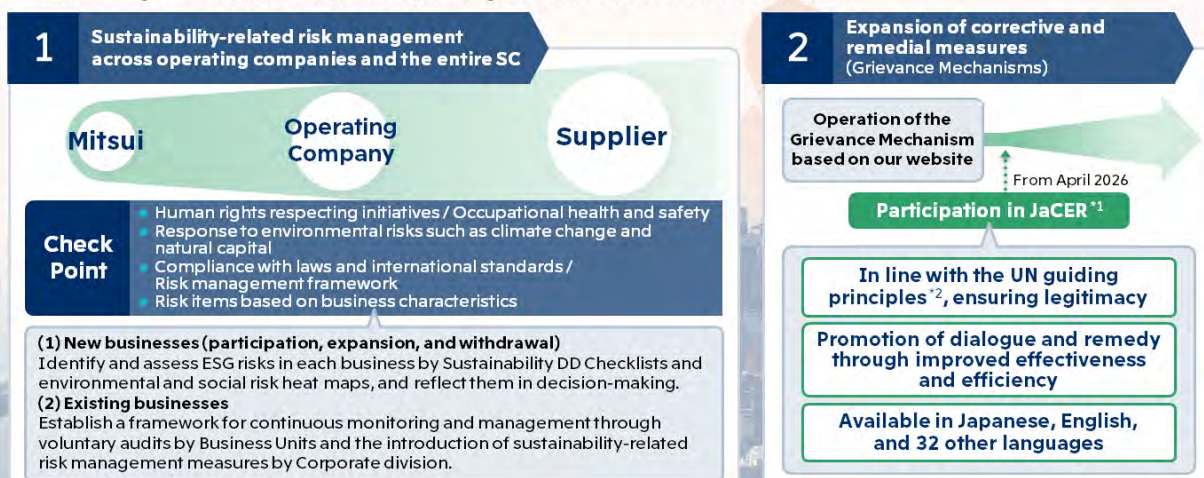 1
Sustainability-related risk management
across operating companies and the entire SC
Mitsui
Operating
Company
Supplier
Check
Point
Human rights respecting initiatives / Occupational health and safety
Response to environmental risks such as climate change and
natural capital
Compliance with laws and international standards /
Risk management framework
Risk items based on business characteristics
(1) New businesses (participation, expansion, and withdrawal)
Identify and assess ESG risks in each business by Sustainability DD Checklists and
environmental and social risk heat maps, and reflect them in decision-making.
(2) Existing businesses
Establish a framework for continuous monitoring and management through
voluntary audits by Business Units and the introduction of sustainability-related
risk management measures by Corporate division.
2
Expansion of corrective and
remedial measures
(Grievance Mechanisms)
Operation of the
Grievance Mechanism
based on our website
From April 2026
Participation in JaCER *1
In line with the UN guiding
principles*2, ensuring legitimacy
Promotion of dialogue and remedy
through improved effectiveness
and efficiency
Available in Japanese, English,
and 32 other languages